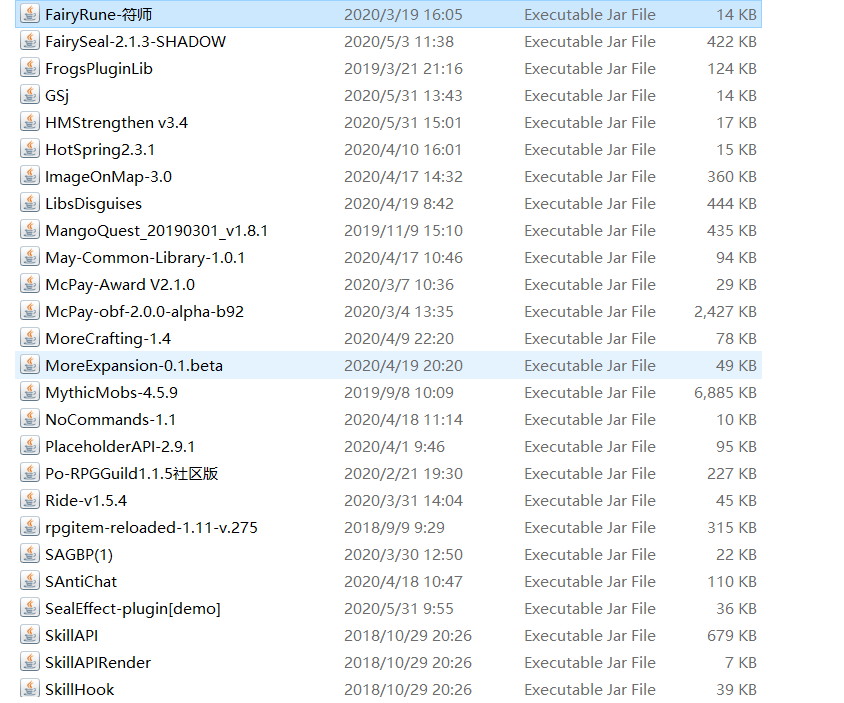 FairyRune-符师 2020/3/19 16:05 Executable Jar File 14 KB
FairySeal-2.1.3-SHADOW 2020/5/3 11:38 Executable Jar File 422 KB
FrogsPluginLib 2019/3/21 21:16 Executable Jar File 124 KB
GSj 2020/5/31 13:43 Executable Jar File 14 KB
HMStrengthen v3.4 2020/5/31 15:01 Executable Jar File 17 KB
HotSpring2.3.1 2020/4/10 16:01 Executable Jar File 15 KB
ImageOnMap-3.0 2020/4/17 14:32 Executable Jar File 360 KB
LibsDisguises 2020/4/19 8:42 Executable Jar File 444 KB
MangoQuest_20190301_v1.8.1 2019/11/9 15:10 Executable Jar File 435 KB
May-Common-Library-1.0.1 2020/4/17 10:46 Executable Jar File 94 KB
McPay-Award V2.1.0 2020/3/7 10:36 Executable Jar File 29 KB
McPay-obf-2.0.0-alpha-b92 2020/3/4 13:35 Executable Jar File 2,427 KB
MoreCrafting-1.4 2020/4/9 22:20 Executable Jar File 78 KB
MoreExpansion-0.1.beta 2020/4/19 20:20 Executable Jar File 49 KB
MythicMobs-4.5.9 2019/9/8 10:09 Executable Jar File 6,885 KB
NoCommands-1.1 2020/4/18 11:14 Executable Jar File 10 KB
PlaceholderAPI-2.9.1 2020/4/1 9:46 Executable Jar File 95 KB
Po-RPGGuild1.1.5社区版 2020/2/21 19:30 Executable Jar File 227 KB
Ride-v1.5.4 2020/3/31 14:04 Executable Jar File 45 KB
rpgitem-reloaded-1.11-v.275 2018/9/9 9:29 Executable Jar File 315 KB
SAGBP(1) 2020/3/30 12:50 Executable Jar File 22 KB
SAntiChat 2020/4/18 10:47 Executable Jar File 110 KB
SealEffect-plugin[demo] 2020/5/31 9:55 Executable Jar File 36 KB
SkillAPI 2018/10/29 20:26 Executable Jar File 679 KB
SkillAPIRender 2018/10/29 20:26 Executable Jar File 7 KB
SkillHook 2018/10/29 20:26 Executable Jar File 39 KB